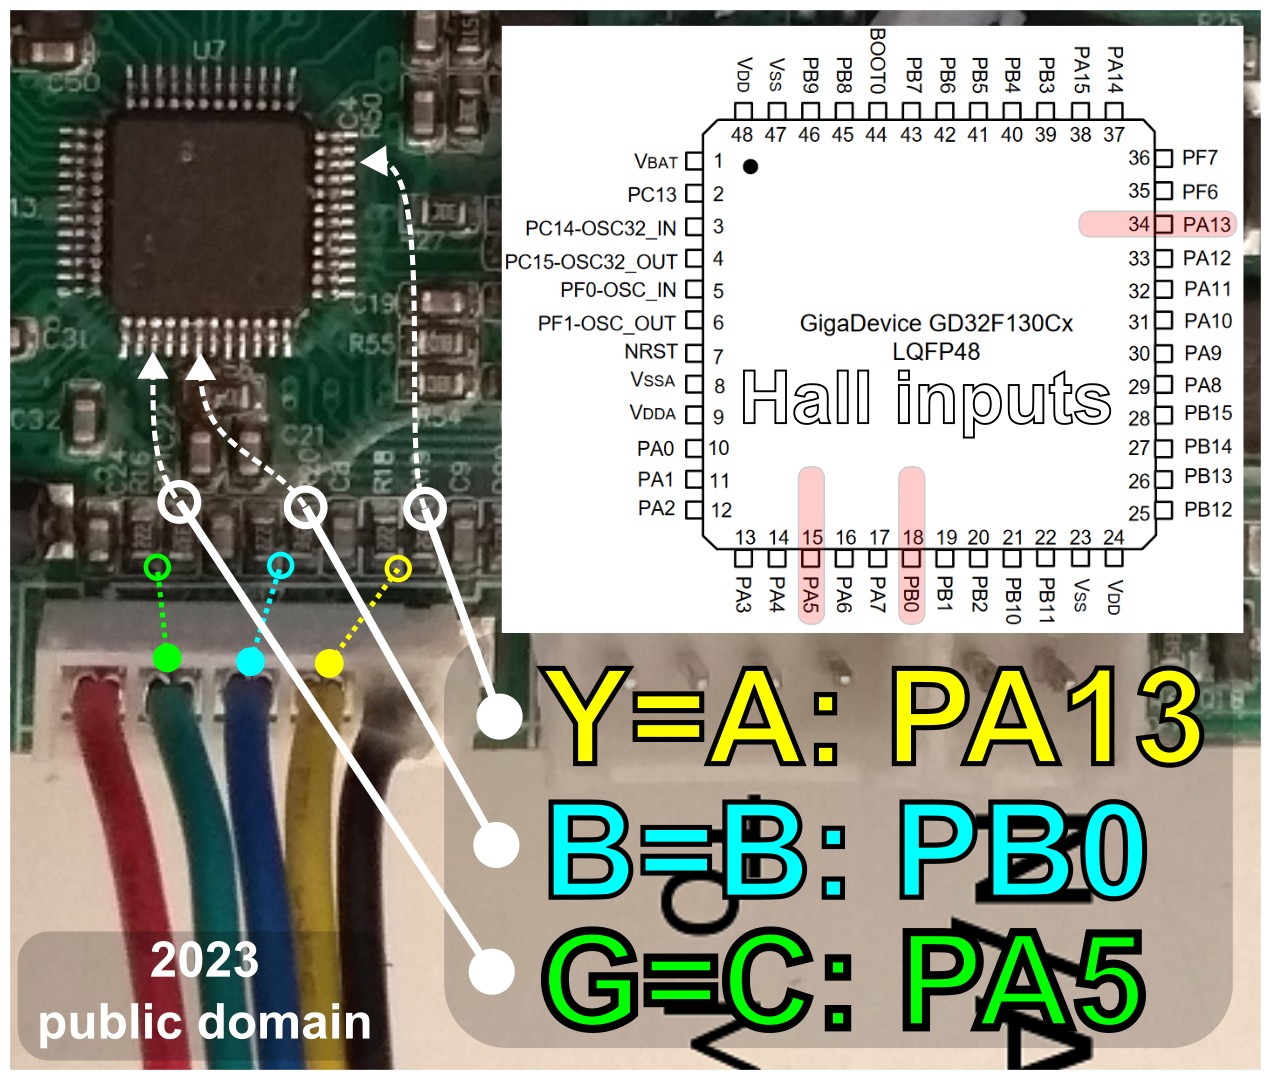 U7
C50
C4
R50
R15
R25
13
27
C19
R55
R54
C31
C32
C22
C21
C24
R16
R18
C9
VDD
VSS
PB9
PB8
BOOT0
PB7
PB6
PB5
PB4
PB3
PA15
PA14
48 47 46 45 44 43 42 41 40 39 38 37
VBAT 1
PC13 2
PC14-OSC32_IN 3
PC15-OSC32_OUT 4
PF0-OSC_IN 5
PF1-OSC_OUT 6
NRST 7
VSSA 8
VDDA 9
PA0 10
PA1 11
PA2 12
36 PF7
35 PF6
34 PA13
33 PA12
32 PA11
31 PA10
30 PA9
29 PA8
28 PB15
27 PB14
26 PB13
25 PB12
GigaDevice GD32F130Cx
LQFP48
Hall inputs
13 14 15 16 17 18 19 20 21 22 23 24
PA3
PA4
PA5
PA6
PA7
PB0
PB1
PB2
PB10
PB11
VSS
VDD
Y=A: PA13
B=B: PB0
G=C: PA5
2023
public domain